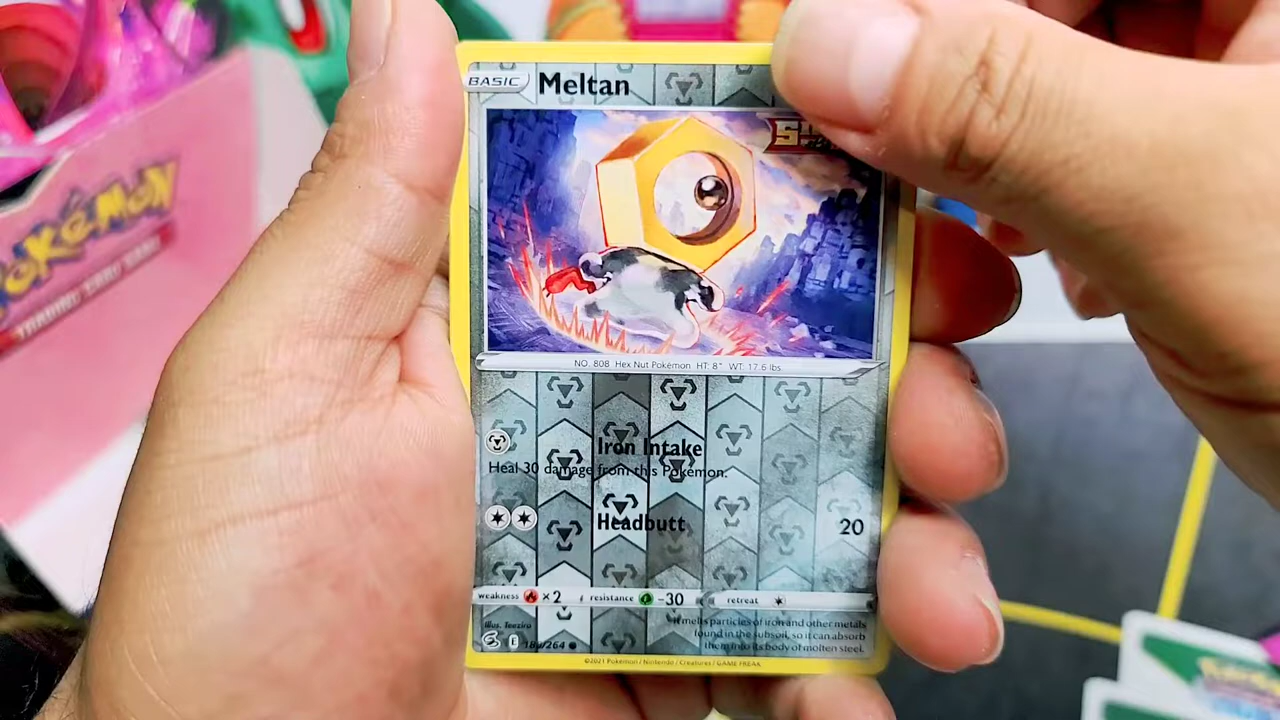 BASIC Meltan
NO. 808 Hex Nut Pokémon HT: 8" WT: 17.6 lbs.
Iron Intake
Heal 30 damage from this Pokémon.
Headbutt 20
weakness ×2 resistance -30 retreat
Illus. Teeziro
It melts particles of iron and other metals
found in the subsoil, so it can absorb
them into its body of molten steel.
E /264
©2021 Pokémon / Nintendo / Creatures / GAME FREAK
Pokémon
TRADING CARD GAME